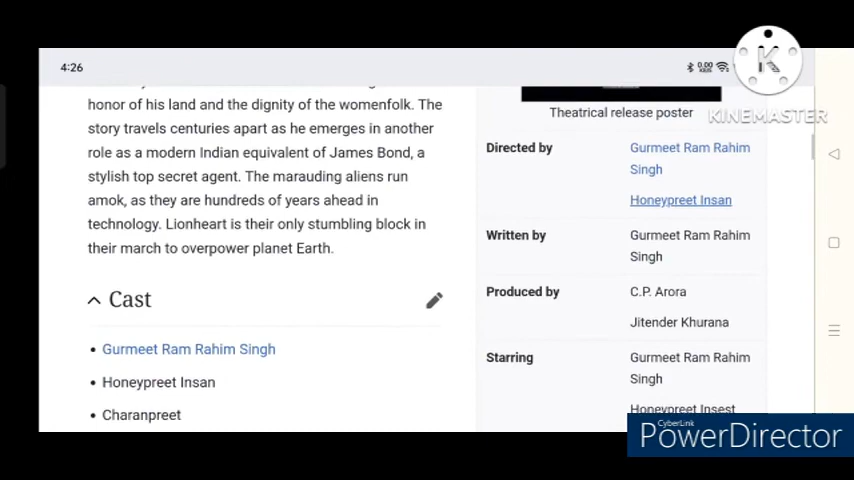 4:26
0.00
KB/s
KINEMASTER
honor of his land and the dignity of the womenfolk. The
story travels centuries apart as he emerges in another
role as a modern Indian equivalent of James Bond, a
stylish top secret agent. The marauding aliens run
amok, as they are hundreds of years ahead in
technology. Lionheart is their only stumbling block in
their march to overpower planet Earth.
Cast
• Gurmeet Ram Rahim Singh
• Honeypreet Insan
• Charanpreet
Theatrical release poster
Directed by
Gurmeet Ram Rahim
Singh
Honeypreet Insan
Written by
Gurmeet Ram Rahim
Singh
Produced by
C.P. Arora
Jitender Khurana
Starring
Gurmeet Ram Rahim
Singh
Honeypreet Insest
CyberLink
PowerDirector